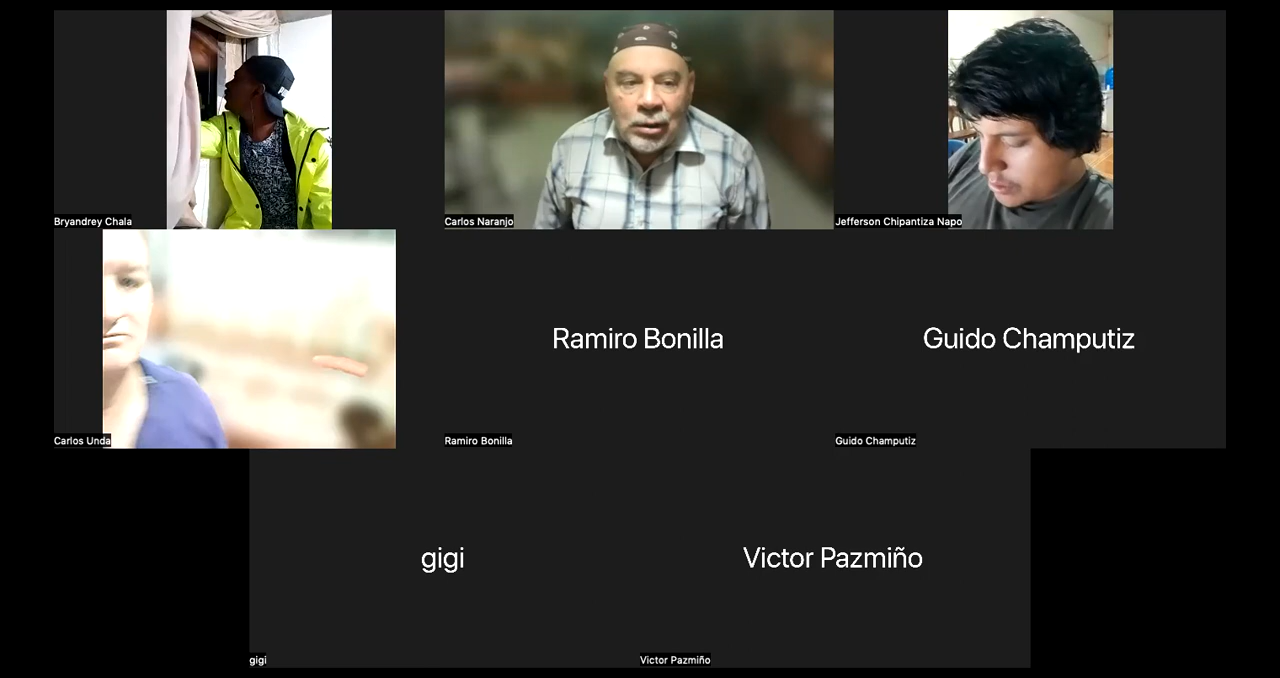 Bryandrey Chala
Carlos Naranjo
Jefferson Chipantiza Napo
Carlos Unda
Ramiro Bonilla
Ramiro Bonilla
Guido Champutiz
Guido Champutiz
gigi
gigi
Victor Pazmiño
Victor Pazmiño